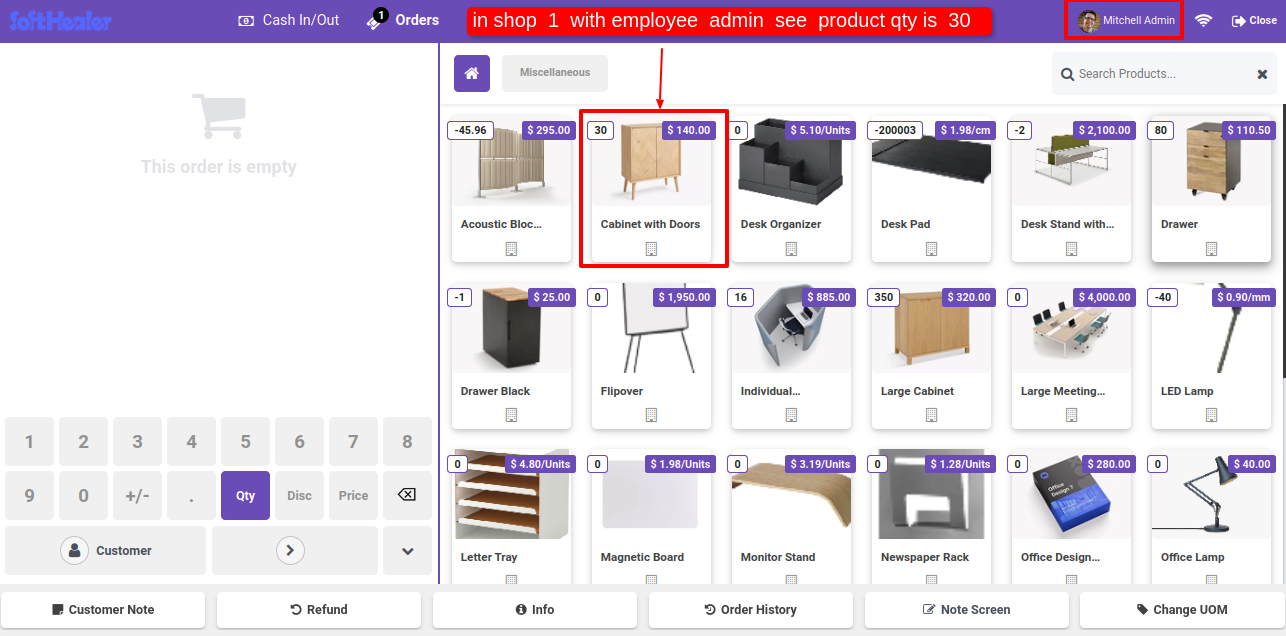 SoftHealer
Cash In/Out
1
Orders
in shop 1 with employee admin see product qty is 30
Mitchell Admin
Close
Miscellaneous
Search Products...
This order is empty
-45.96 $ 295.00
30 $ 140.00
0 $ 5.10/Units
-200003 $ 1.98/cm
-2 $ 2,100.00
80 $ 110.50
Acoustic Bloc...
Cabinet with Doors
Desk Organizer
Desk Pad
Desk Stand with...
Drawer
-1 $ 25.00
0 $ 1,950.00
16 $ 885.00
350 $ 320.00
0 $ 4,000.00
-40 $ 0.90/mm
Drawer Black
Flipover
Individual...
Large Cabinet
Large Meeting...
LED Lamp
0 $ 4.80/Units
0 $ 1.98/Units
0 $ 3.19/Units
0 $ 1.28/Units
0 $ 280.00
0 $ 40.00
Office
Design 7
Letter Tray
Magnetic Board
Monitor Stand
Newspaper Rack
Office Design...
Office Lamp
1 2 3 4 5 6 7 8
9 0 +/- . Qty Disc Price
Customer
Customer Note
Refund
Info
Order History
Note Screen
Change UOM